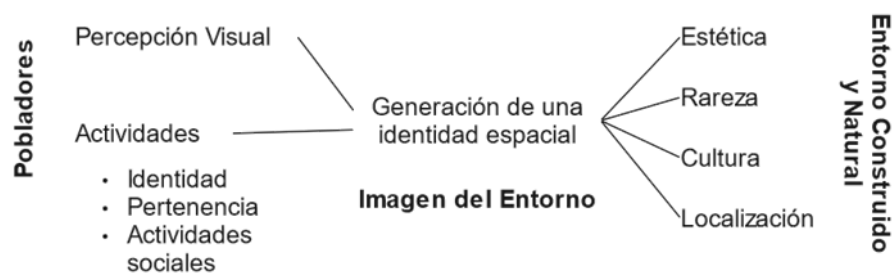 Pobladores
Percepción Visual
Actividades
• Identidad
• Pertenencia
• Actividades
sociales
Generación de una
identidad espacial
Imagen del Entorno
Estética
Rareza
Cultura
Localización
Entorno Construido
y Natural